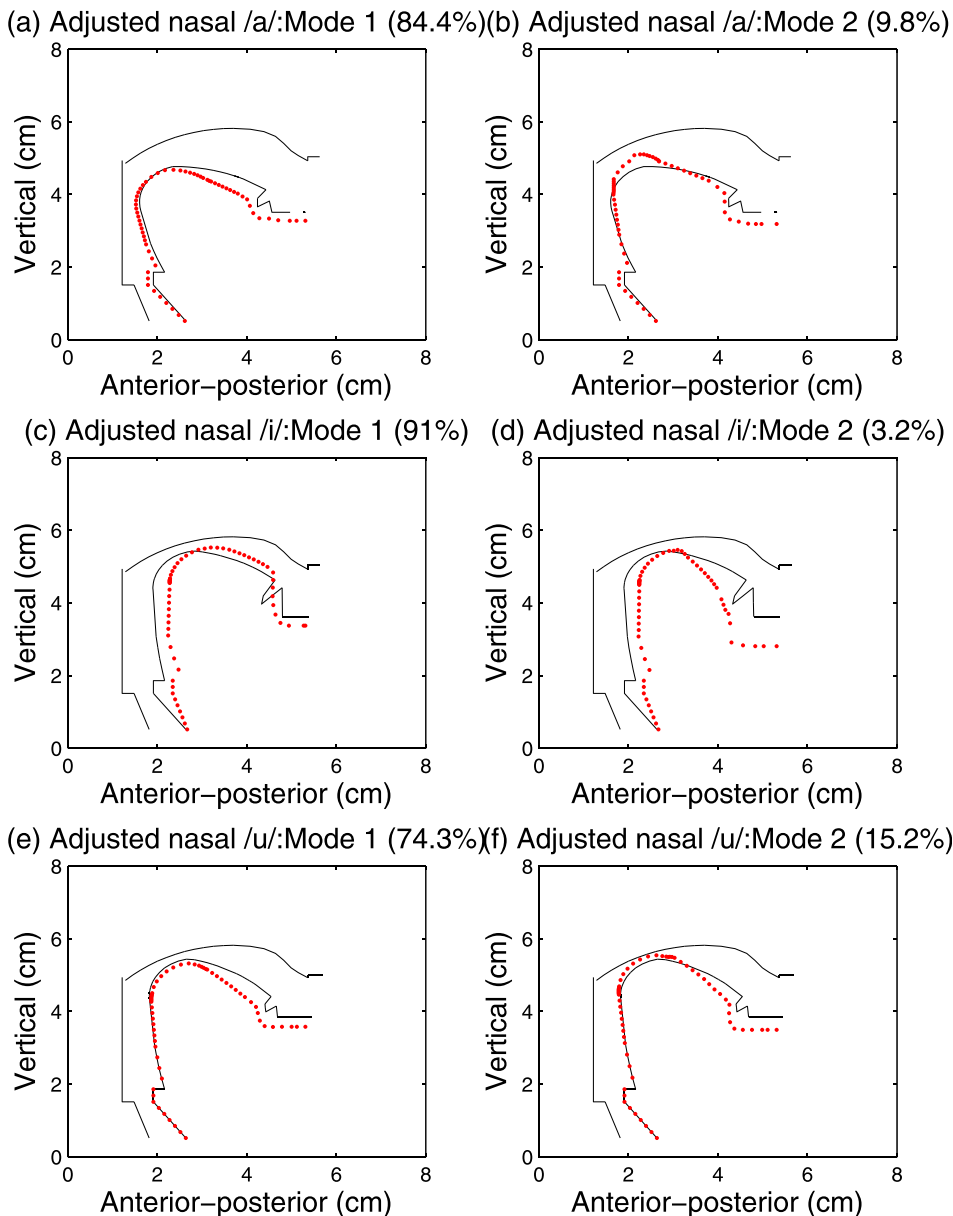 (a) Adjusted nasal /a/:Mode 1 (84.4%)
(b) Adjusted nasal /a/:Mode 2 (9.8%)
8
6
4
2
0
Vertical (cm)
0 2 4 6 8
Anterior−posterior (cm)
8
6
4
2
0
Vertical (cm)
0 2 4 6 8
Anterior−posterior (cm)
(c) Adjusted nasal /i/:Mode 1 (91%)
(d) Adjusted nasal /i/:Mode 2 (3.2%)
8
6
4
2
0
Vertical (cm)
0 2 4 6 8
Anterior−posterior (cm)
8
6
4
2
0
Vertical (cm)
0 2 4 6 8
Anterior−posterior (cm)
(e) Adjusted nasal /u/:Mode 1 (74.3%)
(f) Adjusted nasal /u/:Mode 2 (15.2%)
8
6
4
2
0
Vertical (cm)
0 2 4 6 8
Anterior−posterior (cm)
8
6
4
2
0
Vertical (cm)
0 2 4 6 8
Anterior−posterior (cm)